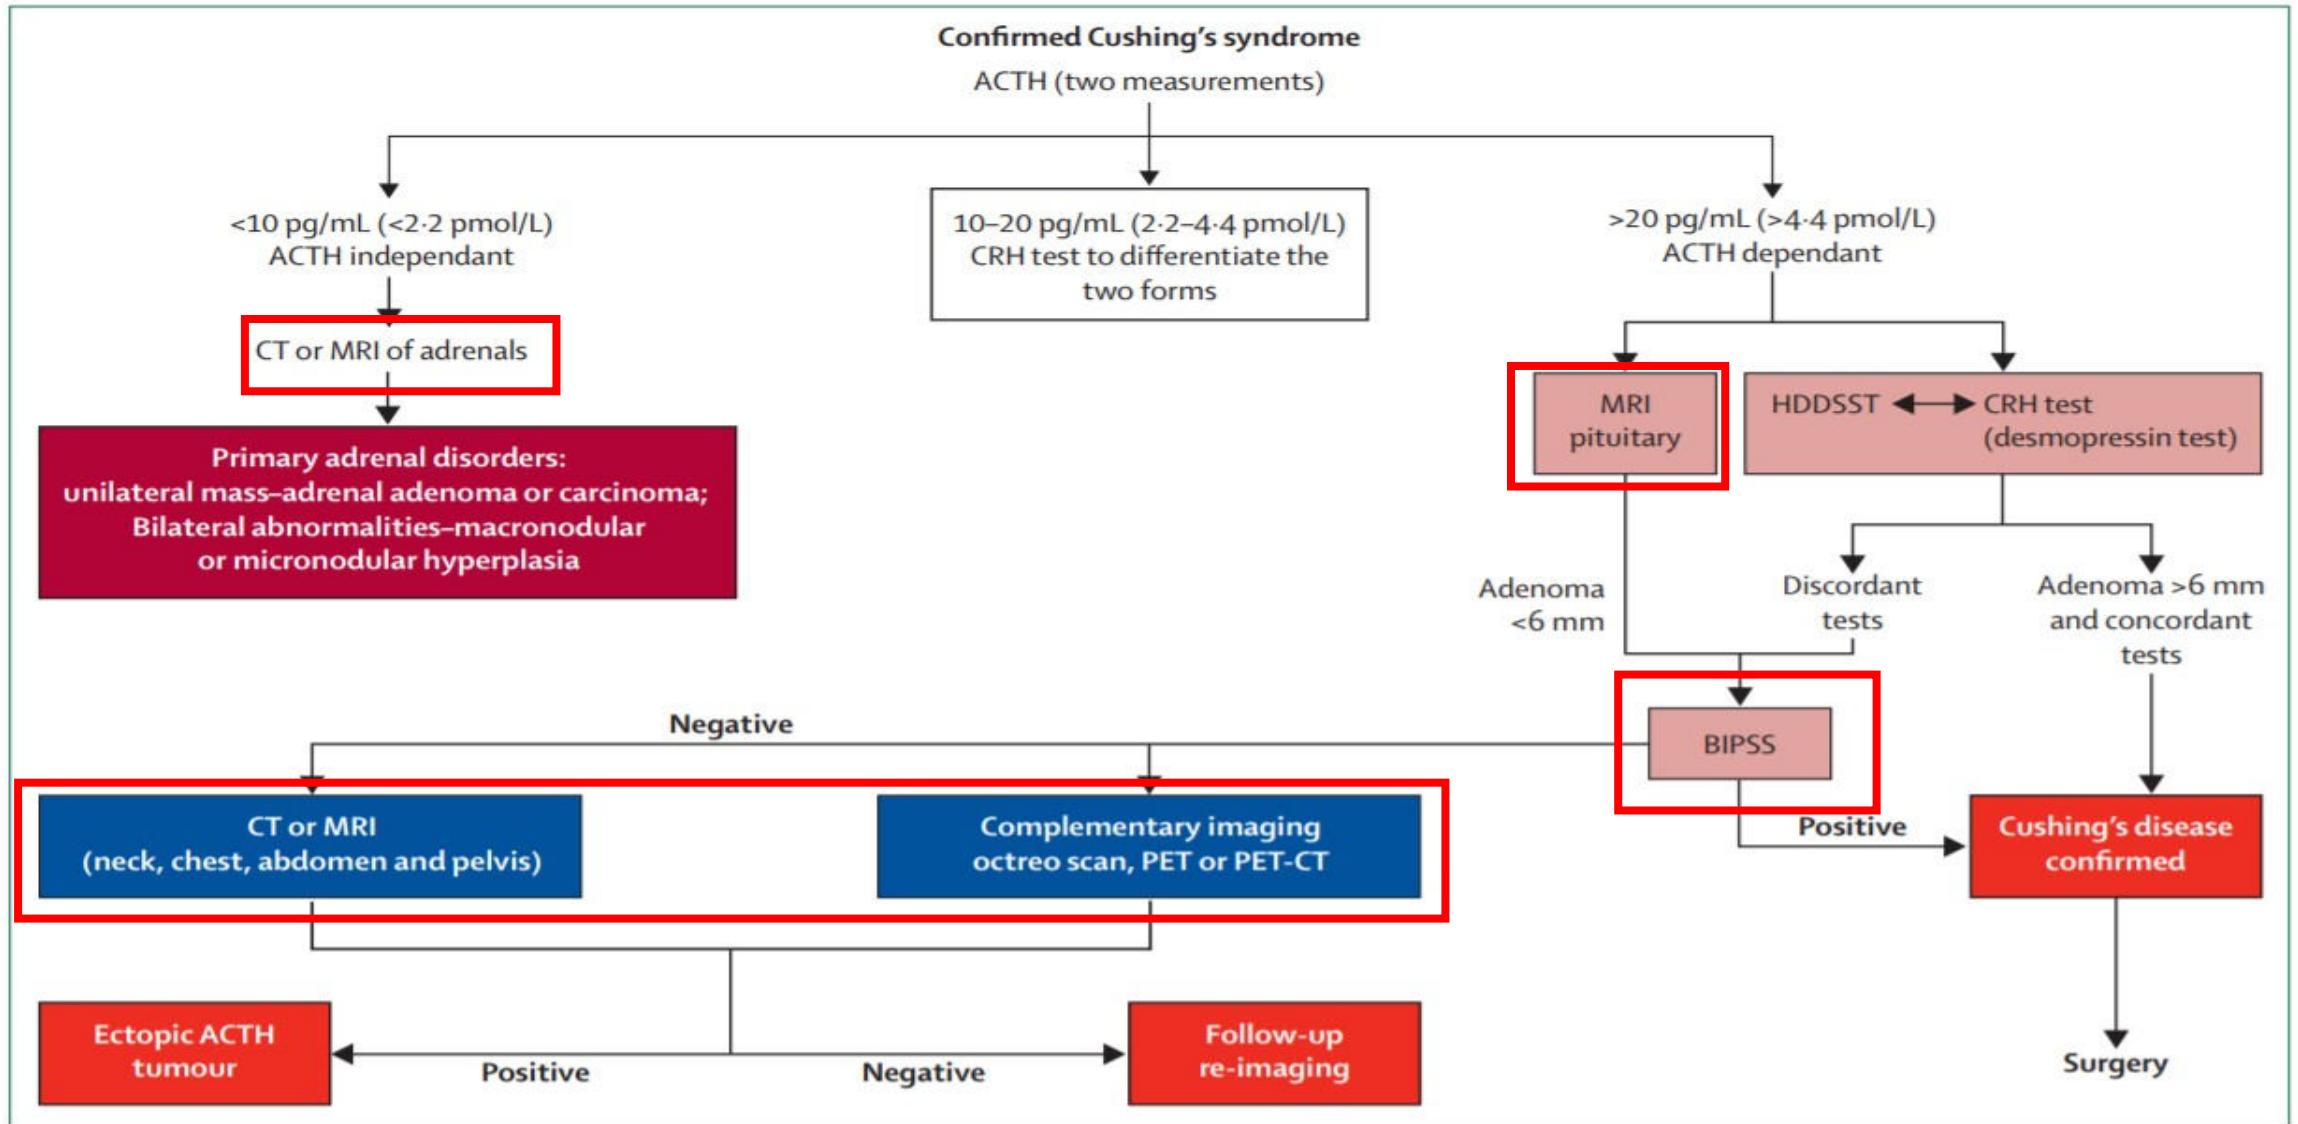 Confirmed Cushing's syndrome
ACTH (two measurements)
<10 pg/mL (<2·2 pmol/L)
ACTH independant
10–20 pg/mL (2·2–4·4 pmol/L)
CRH test to differentiate the
two forms
>20 pg/mL (>4·4 pmol/L)
ACTH dependant
CT or MRI of adrenals
MRI
pituitary
HDDSST
CRH test
(desmopressin test)
Primary adrenal disorders:
unilateral mass–adrenal adenoma or carcinoma;
Bilateral abnormalities–macronodular
or micronodular hyperplasia
Adenoma
<6 mm
Discordant
tests
Adenoma >6 mm
and concordant
tests
Negative
BIPSS
CT or MRI
(neck, chest, abdomen and pelvis)
Complementary imaging
octreo scan, PET or PET-CT
Positive
Cushing's disease
confirmed
Ectopic ACTH
tumour
Positive
Negative
Follow-up
re-imaging
Surgery